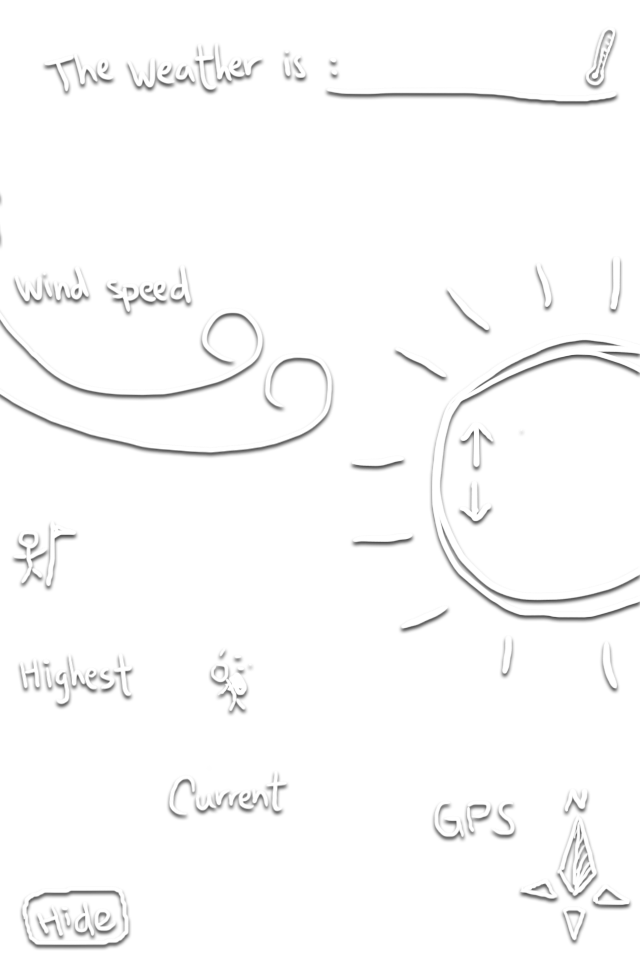 The Weather is :
Wind speed
Highest
Current
GPS
N
Hide